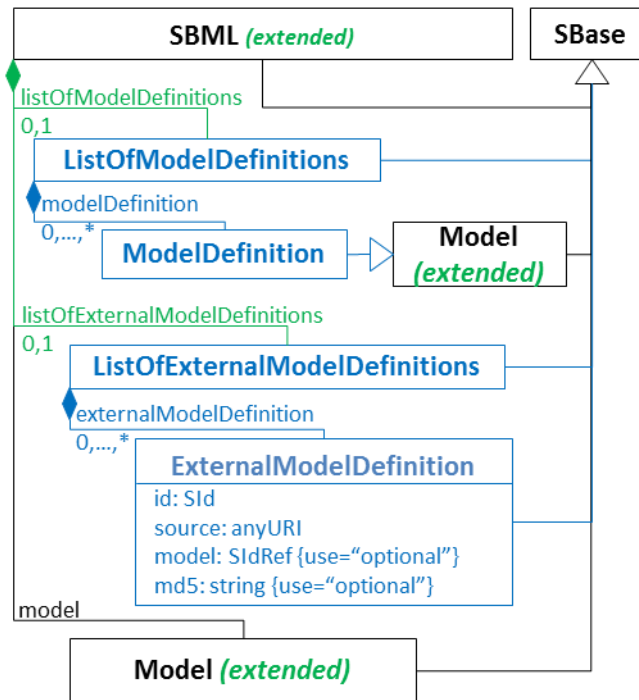 SBML (extended)
SBase
listOfModelDefinitions
0,1
ListOfModelDefinitions
modelDefinition
0,...,*
ModelDefinition
Model
(extended)
listOfExternalModelDefinitions
0,1
ListOfExternalModelDefinitions
externalModelDefinition
0,...,*
ExternalModelDefinition
id: SId
source: anyURI
model: SIdRef {use=“optional”}
md5: string {use=“optional”}
model
Model (extended)